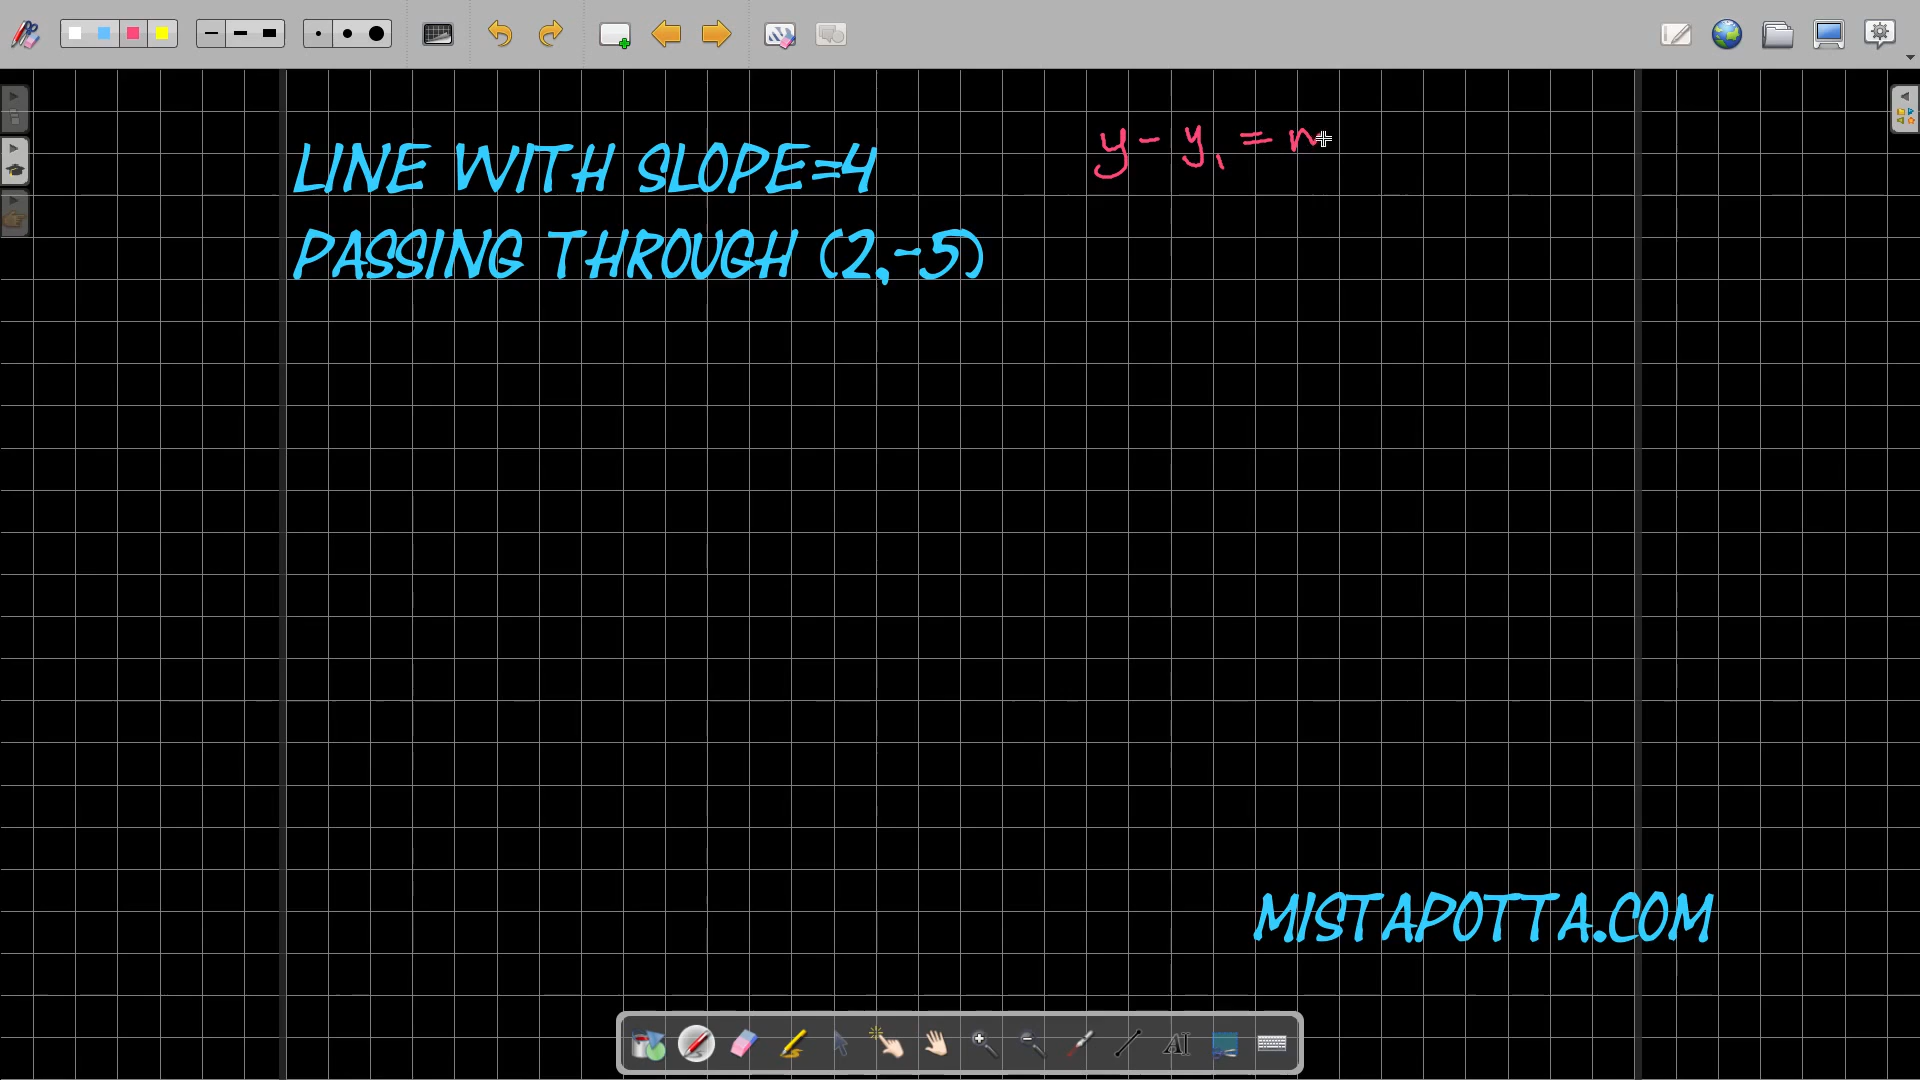 LINE WITH SLOPE=4
y - y₁ = m
PASSING THROUGH (2,-5)
MISTAPOTTA.COM